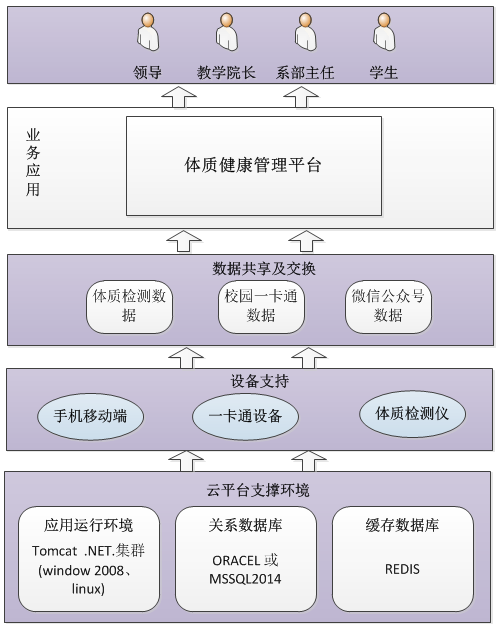 领导 教学院长 系部主任 学生
业
务
应
用
体质健康管理平台
数据共享及交换
体质检测数
据
校园一卡通
数据
微信公众号
数据
设备支持
手机移动端 一卡通设备 体质检测仪
云平台支撑环境
应用运行环境
Tomcat .NET.集群
(window 2008、
linux)
关系数据库
ORACEL 或
MSSQL2014
缓存数据库
REDIS